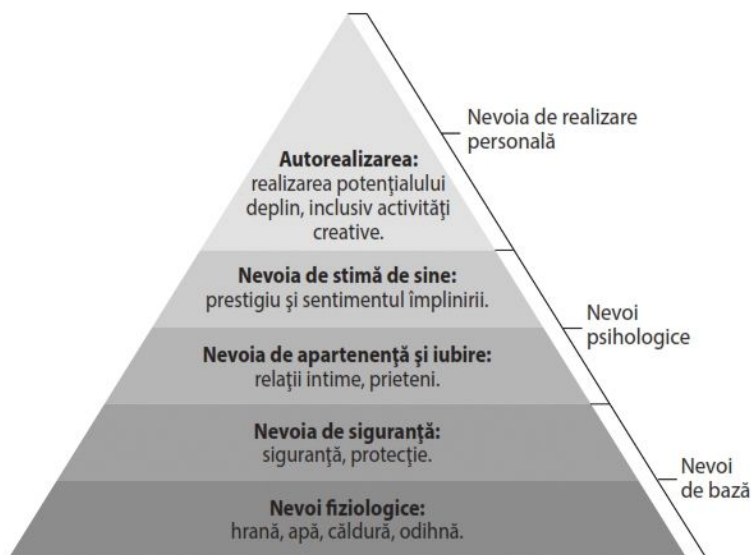 Autorealizarea:
realizarea potenţialului
deplin, inclusiv activităţi
creative.
Nevoia de realizare
personală
Nevoia de stimă de sine:
prestigiu şi sentimentul împlinirii.
Nevoia de apartenenţă şi iubire:
relaţii intime, prieteni.
Nevoi
psihologice
Nevoia de siguranţă:
siguranţă, protecţie.
Nevoi fiziologice:
hrană, apă, căldură, odihnă.
Nevoi
de bază